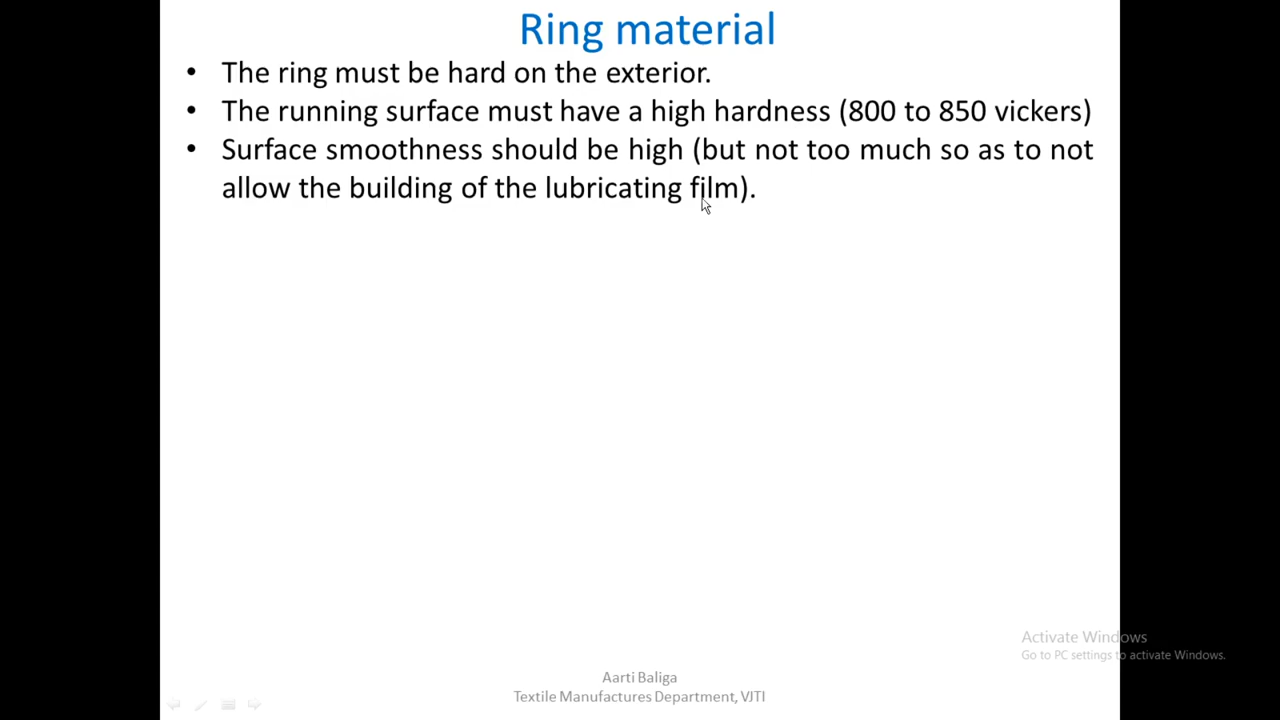 Ring material
• The ring must be hard on the exterior.
• The running surface must have a high hardness (800 to 850 vickers)
• Surface smoothness should be high (but not too much so as to not
allow the building of the lubricating film).
Activate Windows
Go to PC settings to activate Windows.
Aarti Baliga
Textile Manufactures Department, VJTI